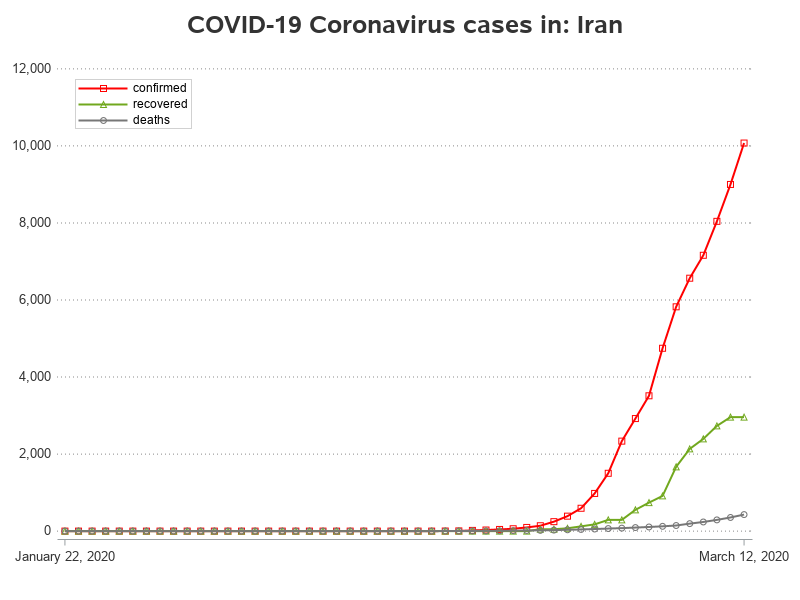 COVID-19 Coronavirus cases in: Iran
12,000
confirmed
recovered
deaths
10,000
8,000
6,000
4,000
2,000
0
January 22, 2020
March 12, 2020